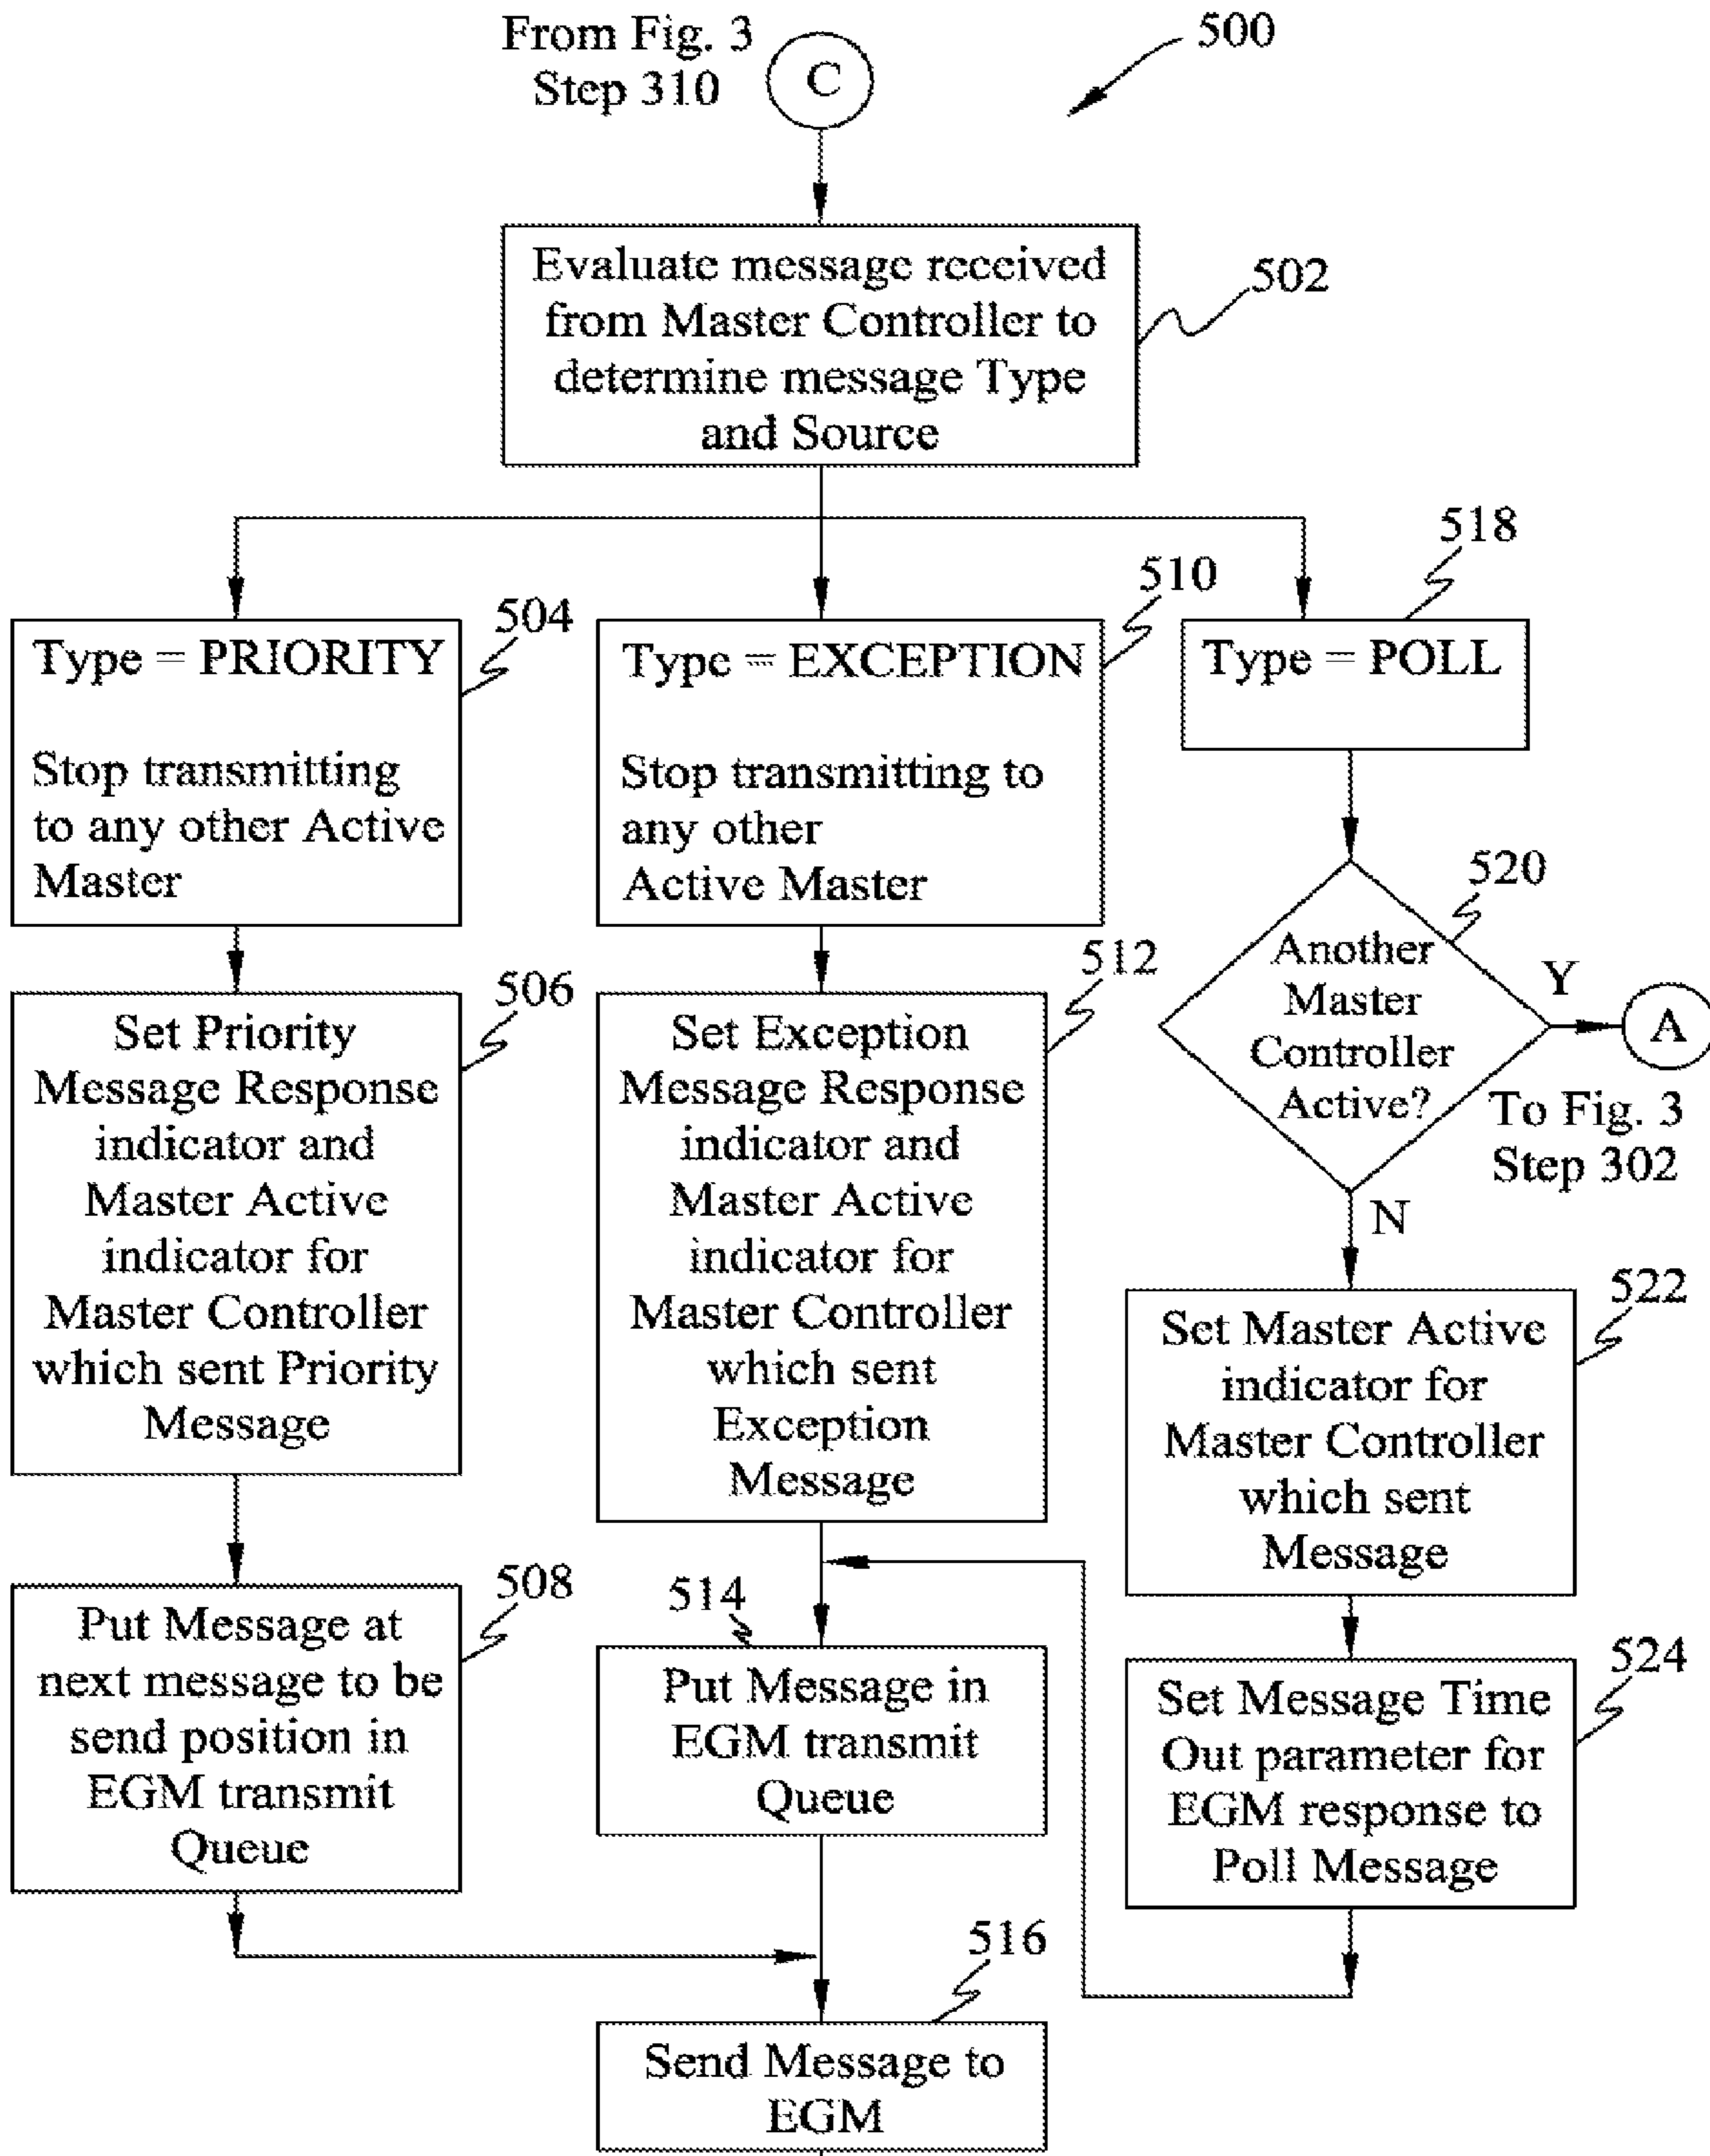 From Fig. 3
Step 310
C
500
Evaluate message received
from Master Controller to
determine message Type
and Source
502
504
Type = PRIORITY
Stop transmitting
to any other Active
Master
510
Type = EXCEPTION
Stop transmitting to
any other
Active Master
518
Type = POLL
506
Set Priority
Message Response
indicator and
Master Active
indicator for
Master Controller
which sent Priority
Message
512
Set Exception
Message Response
indicator and
Master Active
indicator for
Master Controller
which sent
Exception
Message
520
Another
Master
Controller
Active?
Y
A
To Fig. 3
Step 302
N
522
Set Master Active
indicator for
Master Controller
which sent
Message
508
Put Message at
next message to be
send position in
EGM transmit
Queue
514
Put Message in
EGM transmit
Queue
524
Set Message Time
Out parameter for
EGM response to
Poll Message
516
Send Message to
EGM